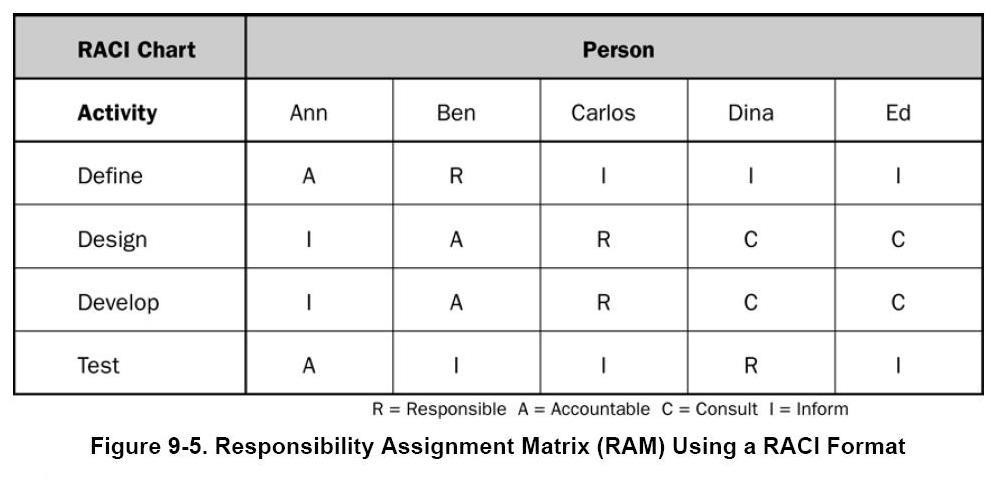 RACI Chart Person
Activity Ann Ben Carlos Dina Ed
Define A R I I I
Design I A R C C
Develop I A R C C
Test A I I R I
R = Responsible A = Accountable C = Consult I = Inform
Figure 9-5. Responsibility Assignment Matrix (RAM) Using a RACI Format